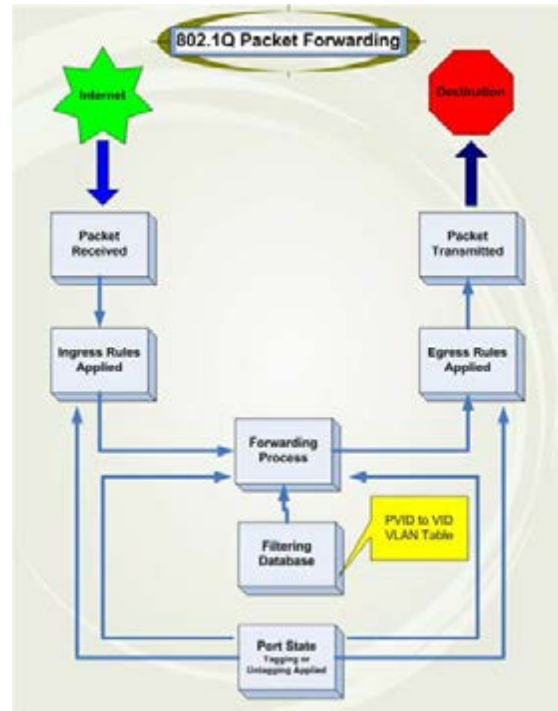 802.1Q Packet Forwarding
Internet
Destination
Packet
Received
Packet
Transmitted
Ingress Rules
Applied
Egress Rules
Applied
Forwarding
Process
PVID to VID
VLAN Table
Filtering
Database
Port State
Tagging or
Untagging Applied